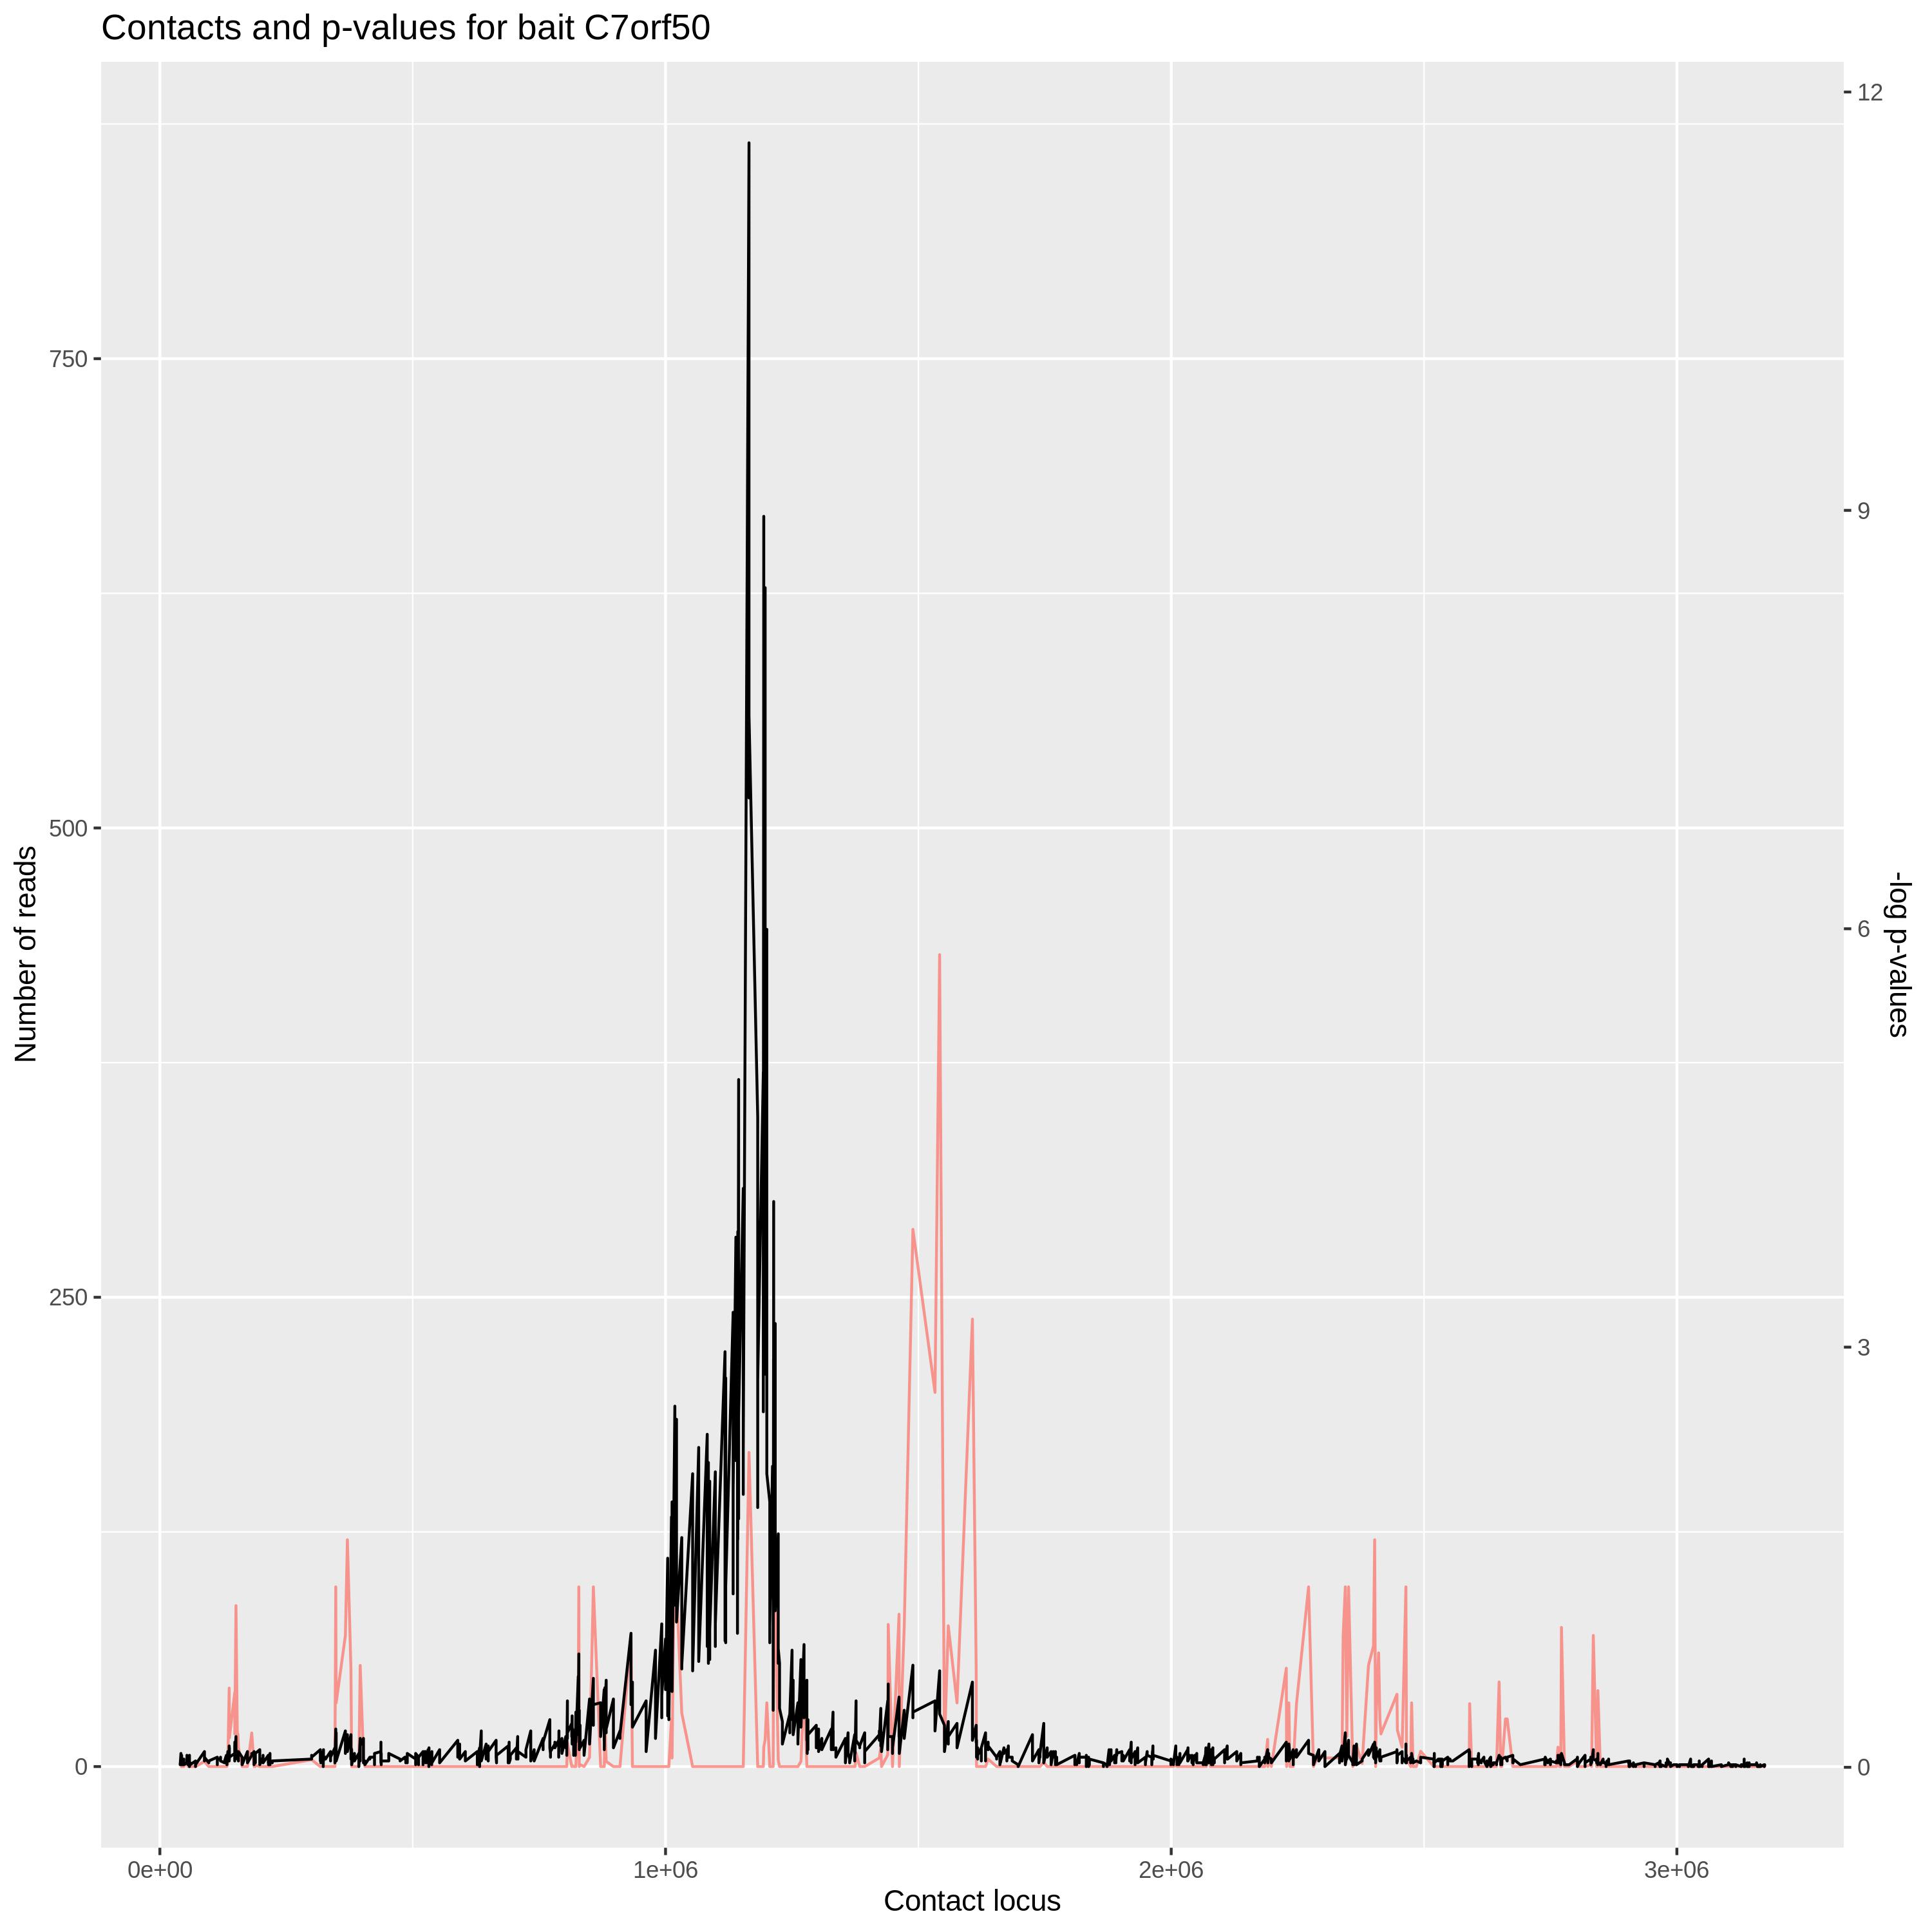 Contacts and p-values for bait C7orf50
12
750
9
500
Number of reads
-log p-values
6
250
3
0
0
0e+00
1e+06
2e+06
3e+06
Contact locus